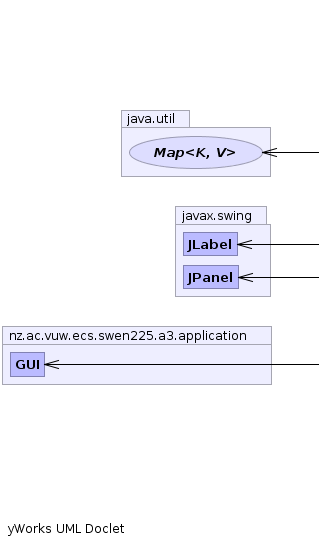 java.util
Map<K, V>
javax.swing
JLabel
JPanel
nz.ac.vuw.ecs.swen225.a3.application
GUI
yWorks UML Doclet